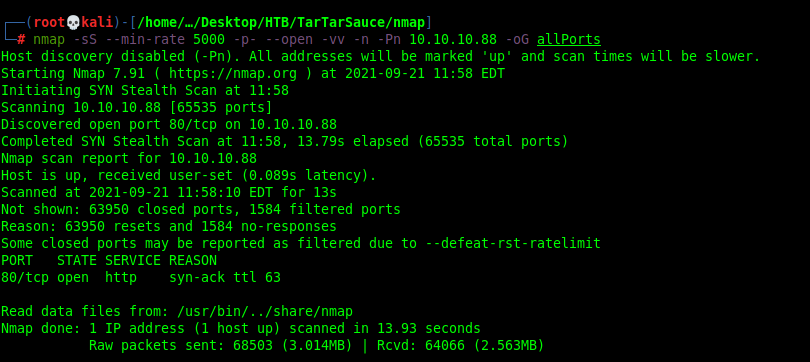 ┌──(root💀kali)-[/home/…/Desktop/HTB/TarTarSauce/nmap]
└─# nmap -sS --min-rate 5000 -p- --open -vv -n -Pn 10.10.10.88 -oG allPorts
Host discovery disabled (-Pn). All addresses will be marked 'up' and scan times will be slower.
Starting Nmap 7.91 ( https://nmap.org ) at 2021-09-21 11:58 EDT
Initiating SYN Stealth Scan at 11:58
Scanning 10.10.10.88 [65535 ports]
Discovered open port 80/tcp on 10.10.10.88
Completed SYN Stealth Scan at 11:58, 13.79s elapsed (65535 total ports)
Nmap scan report for 10.10.10.88
Host is up, received user-set (0.089s latency).
Scanned at 2021-09-21 11:58:10 EDT for 13s
Not shown: 63950 closed ports, 1584 filtered ports
Reason: 63950 resets and 1584 no-responses
Some closed ports may be reported as filtered due to --defeat-rst-ratelimit
PORT   STATE SERVICE REASON
80/tcp open  http    syn-ack ttl 63
Read data files from: /usr/bin/../share/nmap
Nmap done: 1 IP address (1 host up) scanned in 13.93 seconds
           Raw packets sent: 68503 (3.014MB) | Rcvd: 64066 (2.563MB)